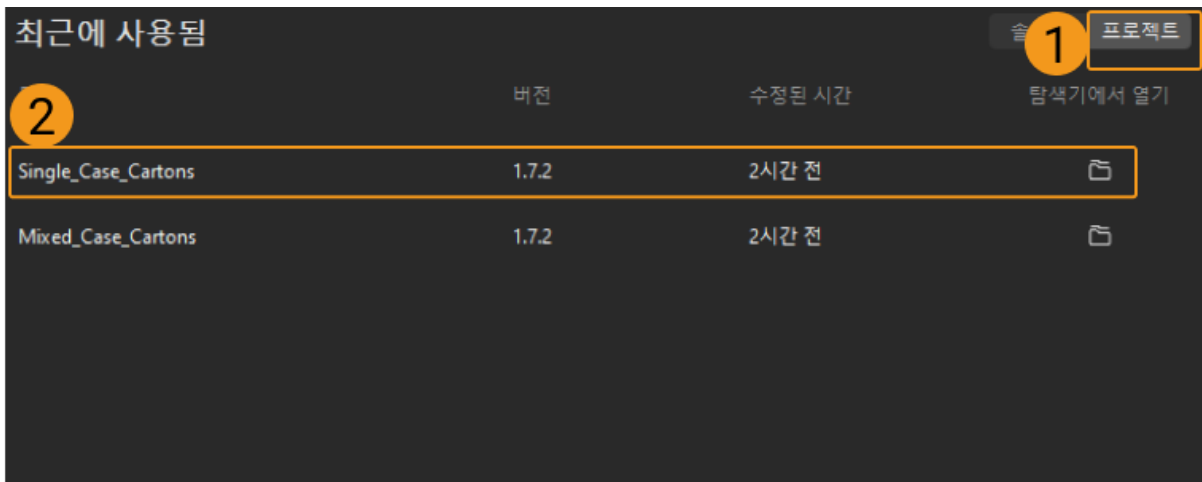 최근에 사용됨
1 프로젝트
2 버전 수정된 시간 탐색기에서 열기
Single_Case_Cartons 1.7.2 2시간 전
Mixed_Case_Cartons 1.7.2 2시간 전